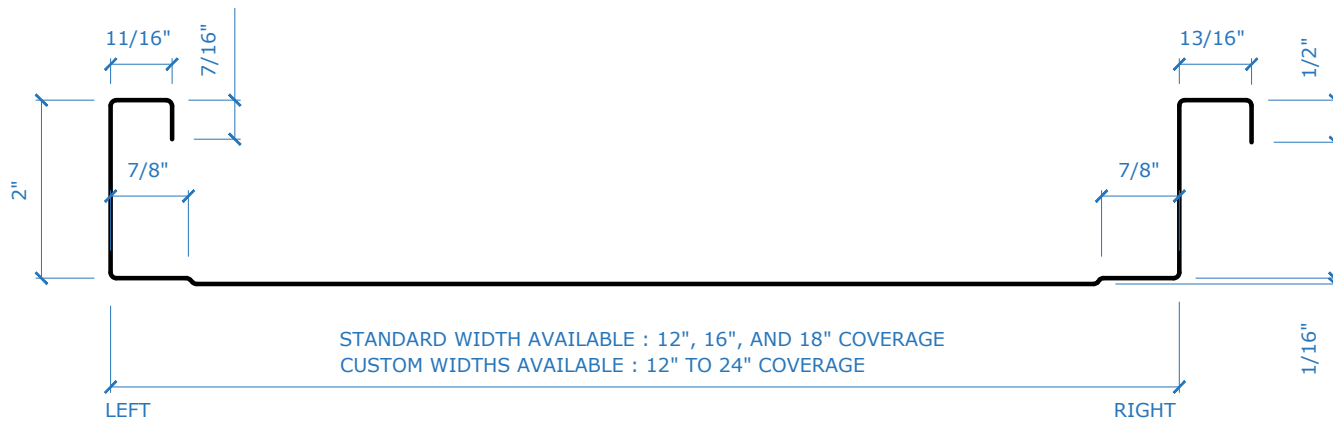 11/16"
7/16"
13/16"
1/2"
2"
7/8"
7/8"
STANDARD WIDTH AVAILABLE : 12", 16", AND 18" COVERAGE
CUSTOM WIDTHS AVAILABLE : 12" TO 24" COVERAGE
1/16"
LEFT
RIGHT